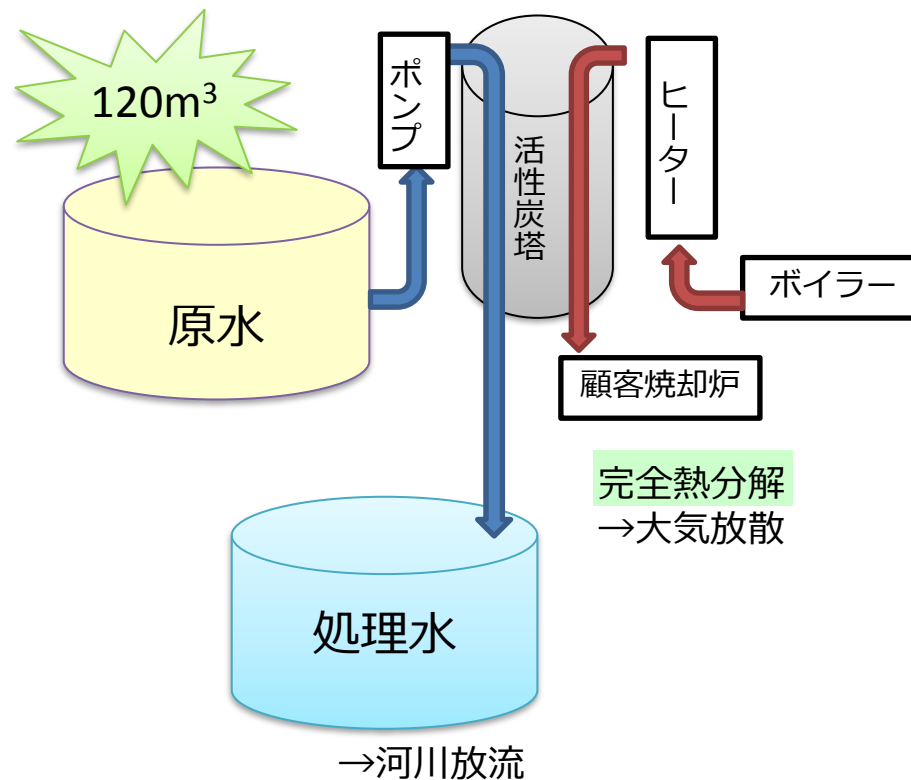 120m³
ポンプ
活性炭塔
ヒーター
原水
ボイラー
顧客焼却炉
完全熱分解
→大気放散
処理水
→河川放流